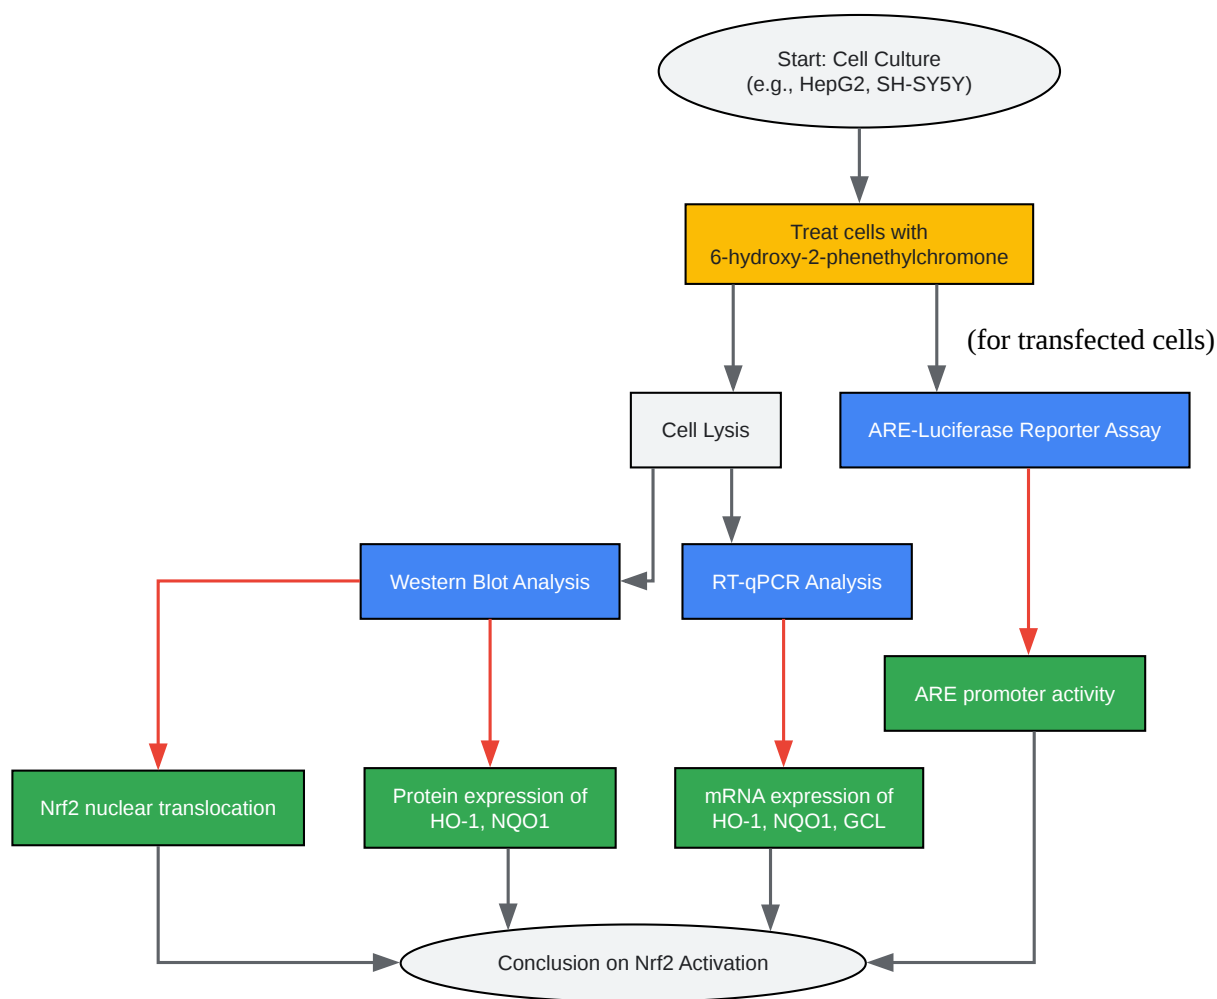 Start: Cell Culture
(e.g., HepG2, SH-SY5Y)
Treat cells with
6-hydroxy-2-phenethylchromone
(for transfected cells)
Cell Lysis
ARE-Luciferase Reporter Assay
Western Blot Analysis
RT-qPCR Analysis
ARE promoter activity
Nrf2 nuclear translocation
Protein expression of
HO-1, NQO1
mRNA expression of
HO-1, NQO1, GCL
Conclusion on Nrf2 Activation